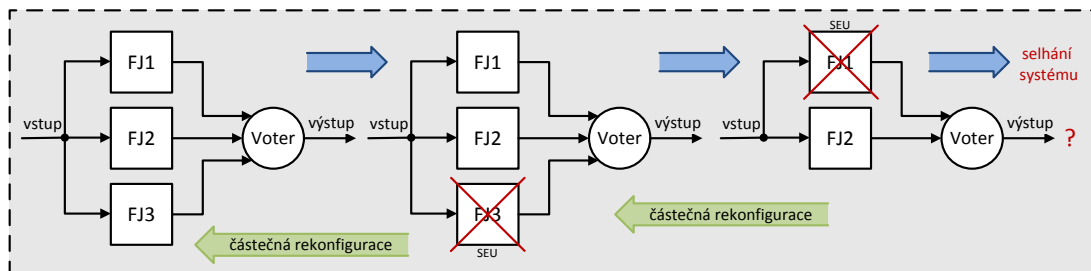 FJ1
FJ2
FJ3
vstup
Voter
výstup
FJ1
FJ2
FJ3
SEU
vstup
Voter
výstup
SEU
FJ1
FJ2
vstup
Voter
výstup
?
selhání
systému
částečná rekonfigurace
částečná rekonfigurace